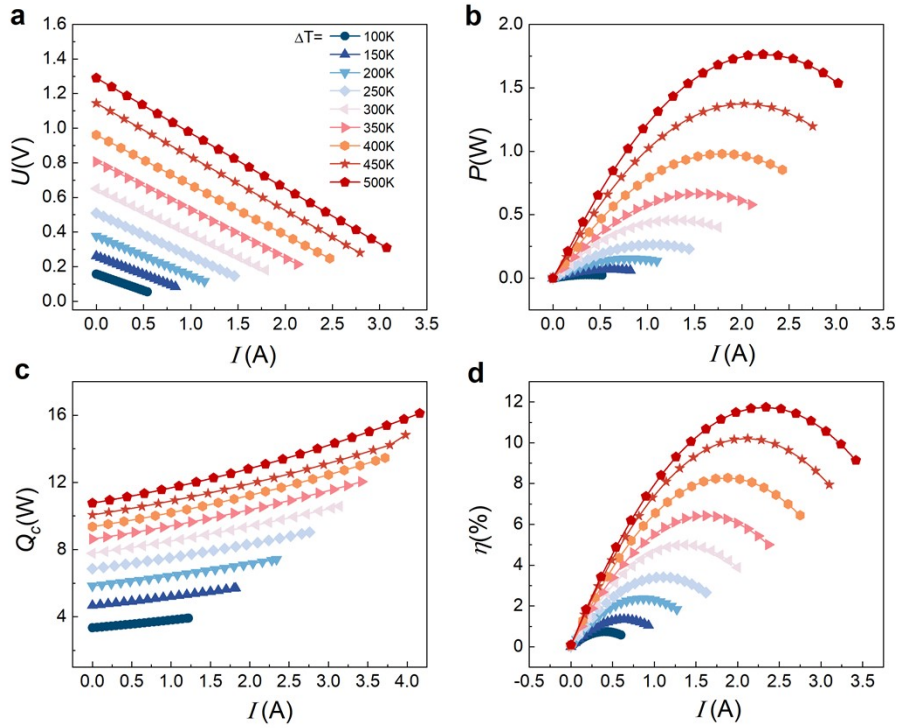 a
U(V)
1.6
1.4
1.2
1.0
0.8
0.6
0.4
0.2
0.0
ΔT=
100K
150K
200K
250K
300K
350K
400K
450K
500K
0.0 0.5 1.0 1.5 2.0 2.5 3.0 3.5
I (A)
b
P(W)
2.0
1.5
1.0
0.5
0.0
0.0 0.5 1.0 1.5 2.0 2.5 3.0 3.5
I (A)
c
Qc(W)
16
12
8
4
0.0 0.5 1.0 1.5 2.0 2.5 3.0 3.5 4.0
I (A)
d
η(%)
12
10
8
6
4
2
0
-0.5 0.0 0.5 1.0 1.5 2.0 2.5 3.0 3.5
I (A)